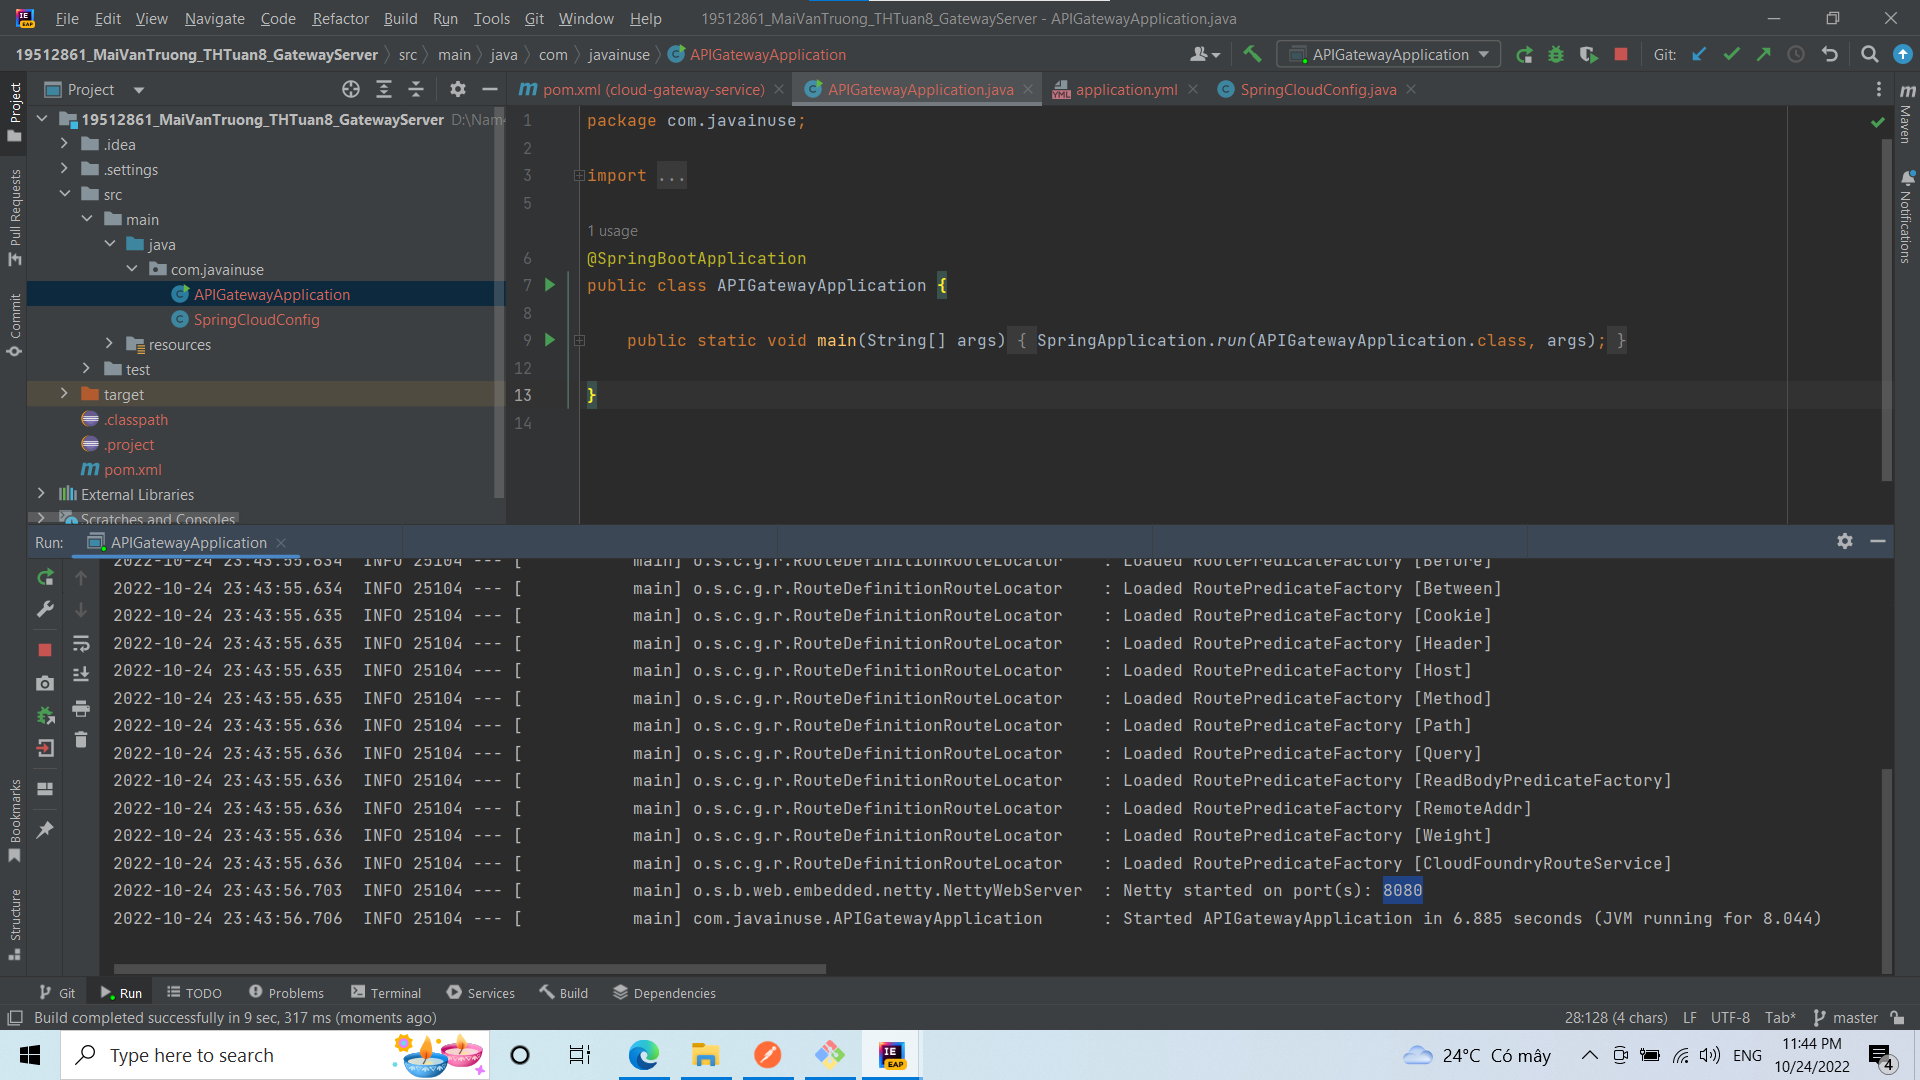 File Edit View Navigate Code Refactor Build Run Tools Git Window Help 19512861_MaiVanTruong_THTuan8_GatewayServer - APIGatewayApplication.java
19512861_MaiVanTruong_THTuan8_GatewayServer src main java com javainuse APIGatewayApplication APIGatewayApplication Git:
Project pom.xml (cloud-gateway-service) APIGatewayApplication.java application.yml SpringCloudConfig.java
19512861_MaiVanTruong_THTuan8_GatewayServer D:\Nam4
.idea
.settings
src
main
java
com.javainuse
APIGatewayApplication
SpringCloudConfig
resources
test
target
.classpath
.project
pom.xml
External Libraries
Scratches and Consoles
1 package com.javainuse;
2
3 import ...
5
1 usage
6 @SpringBootApplication
7 public class APIGatewayApplication {
8
9 public static void main(String[] args) { SpringApplication.run(APIGatewayApplication.class, args); }
12
13 }
14
Project
Pull Requests
Commit
Bookmarks
Structure
Maven
Notifications
Run: APIGatewayApplication
2022-10-24 23:43:55.634 INFO 25104 --- [ main] o.s.c.g.r.RouteDefinitionRouteLocator : Loaded RoutePredicateFactory [Before]
2022-10-24 23:43:55.634 INFO 25104 --- [ main] o.s.c.g.r.RouteDefinitionRouteLocator : Loaded RoutePredicateFactory [Between]
2022-10-24 23:43:55.635 INFO 25104 --- [ main] o.s.c.g.r.RouteDefinitionRouteLocator : Loaded RoutePredicateFactory [Cookie]
2022-10-24 23:43:55.635 INFO 25104 --- [ main] o.s.c.g.r.RouteDefinitionRouteLocator : Loaded RoutePredicateFactory [Header]
2022-10-24 23:43:55.635 INFO 25104 --- [ main] o.s.c.g.r.RouteDefinitionRouteLocator : Loaded RoutePredicateFactory [Host]
2022-10-24 23:43:55.635 INFO 25104 --- [ main] o.s.c.g.r.RouteDefinitionRouteLocator : Loaded RoutePredicateFactory [Method]
2022-10-24 23:43:55.636 INFO 25104 --- [ main] o.s.c.g.r.RouteDefinitionRouteLocator : Loaded RoutePredicateFactory [Path]
2022-10-24 23:43:55.636 INFO 25104 --- [ main] o.s.c.g.r.RouteDefinitionRouteLocator : Loaded RoutePredicateFactory [Query]
2022-10-24 23:43:55.636 INFO 25104 --- [ main] o.s.c.g.r.RouteDefinitionRouteLocator : Loaded RoutePredicateFactory [ReadBodyPredicateFactory]
2022-10-24 23:43:55.636 INFO 25104 --- [ main] o.s.c.g.r.RouteDefinitionRouteLocator : Loaded RoutePredicateFactory [RemoteAddr]
2022-10-24 23:43:55.636 INFO 25104 --- [ main] o.s.c.g.r.RouteDefinitionRouteLocator : Loaded RoutePredicateFactory [Weight]
2022-10-24 23:43:55.636 INFO 25104 --- [ main] o.s.c.g.r.RouteDefinitionRouteLocator : Loaded RoutePredicateFactory [CloudFoundryRouteService]
2022-10-24 23:43:56.703 INFO 25104 --- [ main] o.s.b.web.embedded.netty.NettyWebServer : Netty started on port(s): 8080
2022-10-24 23:43:56.706 INFO 25104 --- [ main] com.javainuse.APIGatewayApplication : Started APIGatewayApplication in 6.885 seconds (JVM running for 8.044)
Git Run TODO Problems Terminal Services Build Dependencies
Build completed successfully in 9 sec, 317 ms (moments ago) 28:128 (4 chars) LF UTF-8 Tab* master
Type here to search 24°C Có mây ENG 11:44 PM
10/24/2022 4